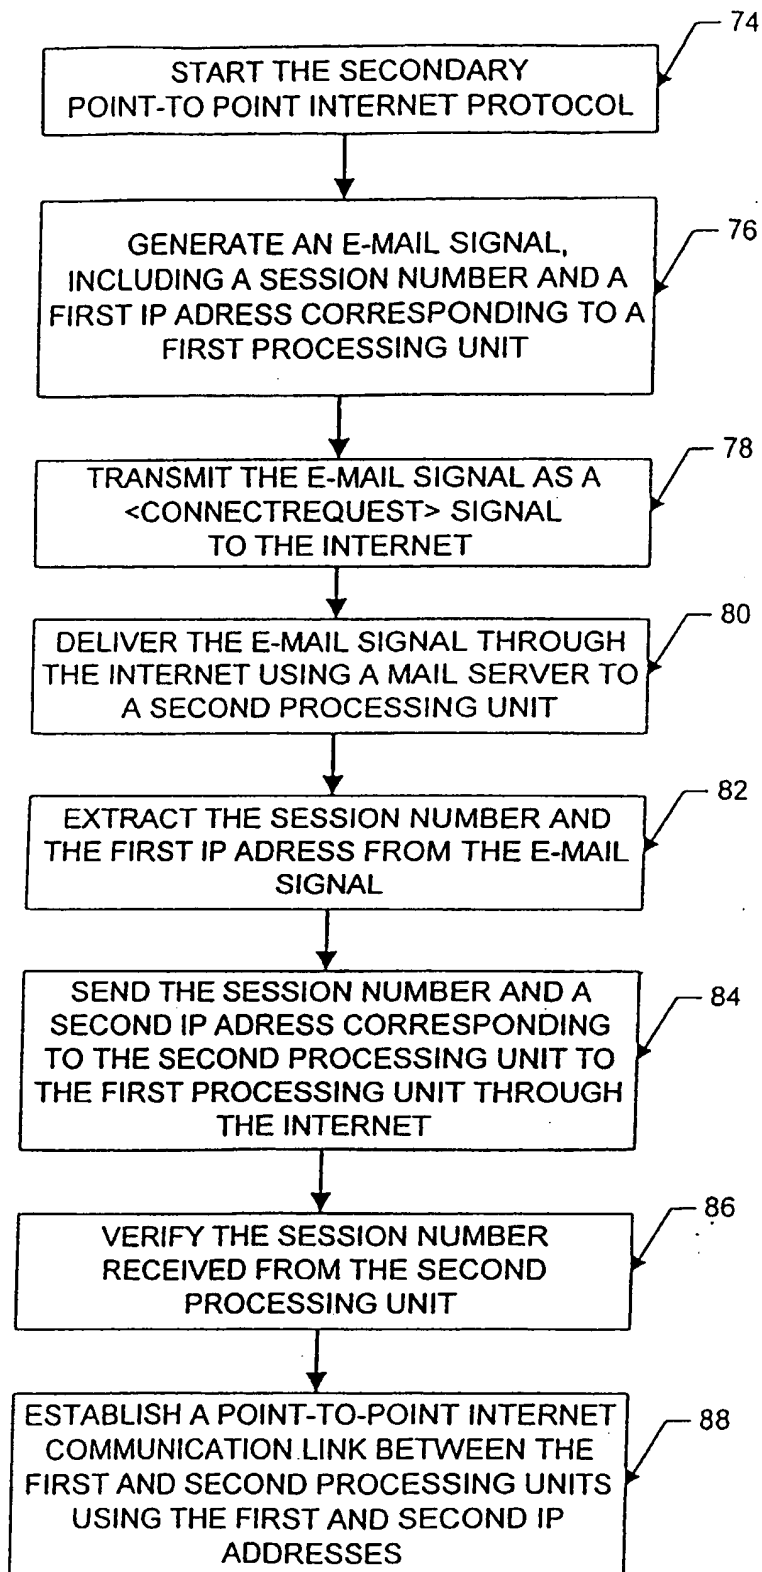 74
START THE SECONDARY
POINT-TO POINT INTERNET PROTOCOL
76
GENERATE AN E-MAIL SIGNAL,
INCLUDING A SESSION NUMBER AND A
FIRST IP ADRESS CORRESPONDING TO A
FIRST PROCESSING UNIT
78
TRANSMIT THE E-MAIL SIGNAL AS A
<CONNECTREQUEST> SIGNAL
TO THE INTERNET
80
DELIVER THE E-MAIL SIGNAL THROUGH
THE INTERNET USING A MAIL SERVER TO
A SECOND PROCESSING UNIT
82
EXTRACT THE SESSION NUMBER AND
THE FIRST IP ADRESS FROM THE E-MAIL
SIGNAL
84
SEND THE SESSION NUMBER AND A
SECOND IP ADRESS CORRESPONDING
TO THE SECOND PROCESSING UNIT TO
THE FIRST PROCESSING UNIT THROUGH
THE INTERNET
86
VERIFY THE SESSION NUMBER
RECEIVED FROM THE SECOND
PROCESSING UNIT
88
ESTABLISH A POINT-TO-POINT INTERNET
COMMUNICATION LINK BETWEEN THE
FIRST AND SECOND PROCESSING UNITS
USING THE FIRST AND SECOND IP
ADDRESSES